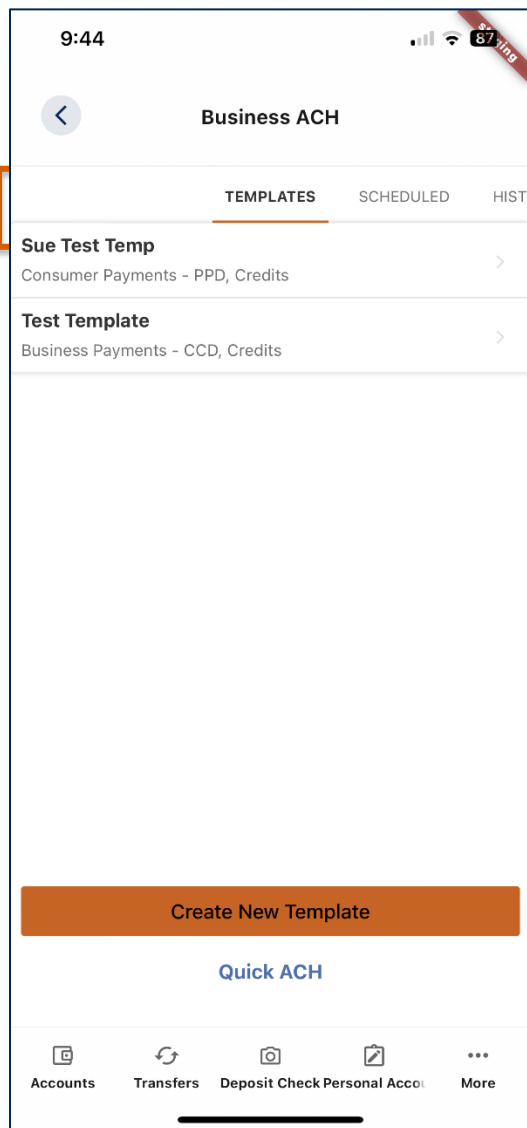 9:44
87
staging
Business ACH
TEMPLATES SCHEDULED HIST
Sue Test Temp
Consumer Payments - PPD, Credits
Test Template
Business Payments - CCD, Credits
Create New Template
Quick ACH
Accounts Transfers Deposit Check Personal Accou More